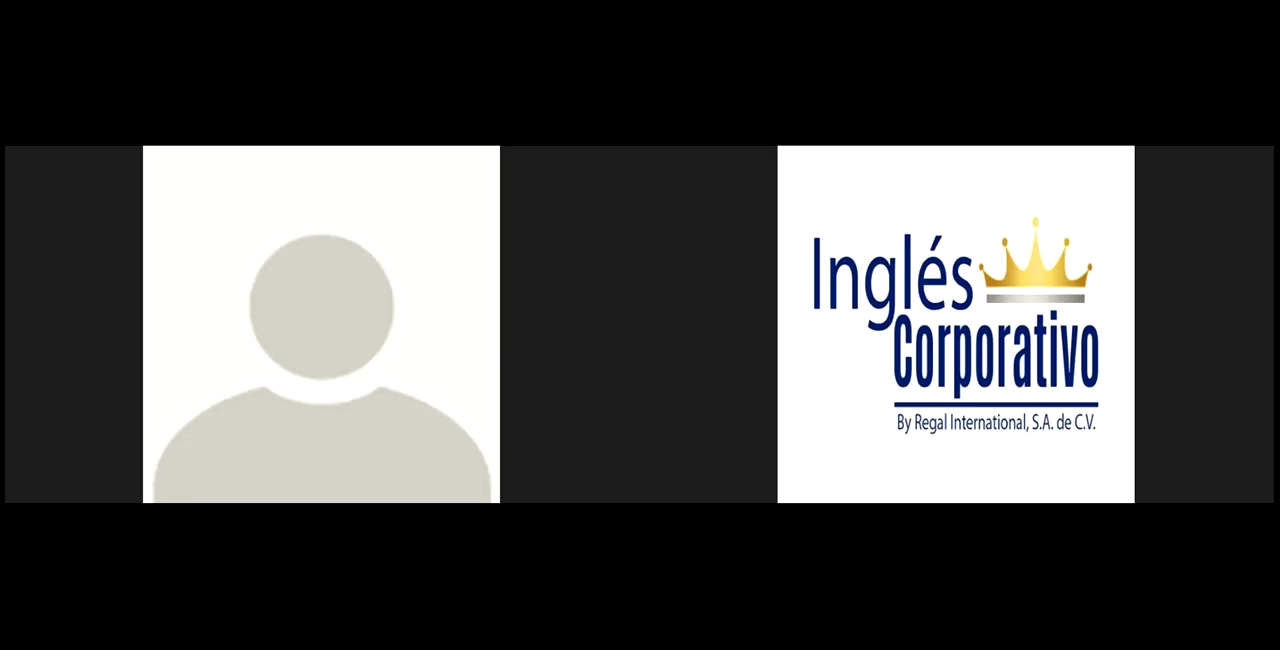 Inglés
Corporativo
By Regal International, S.A. de C.V.